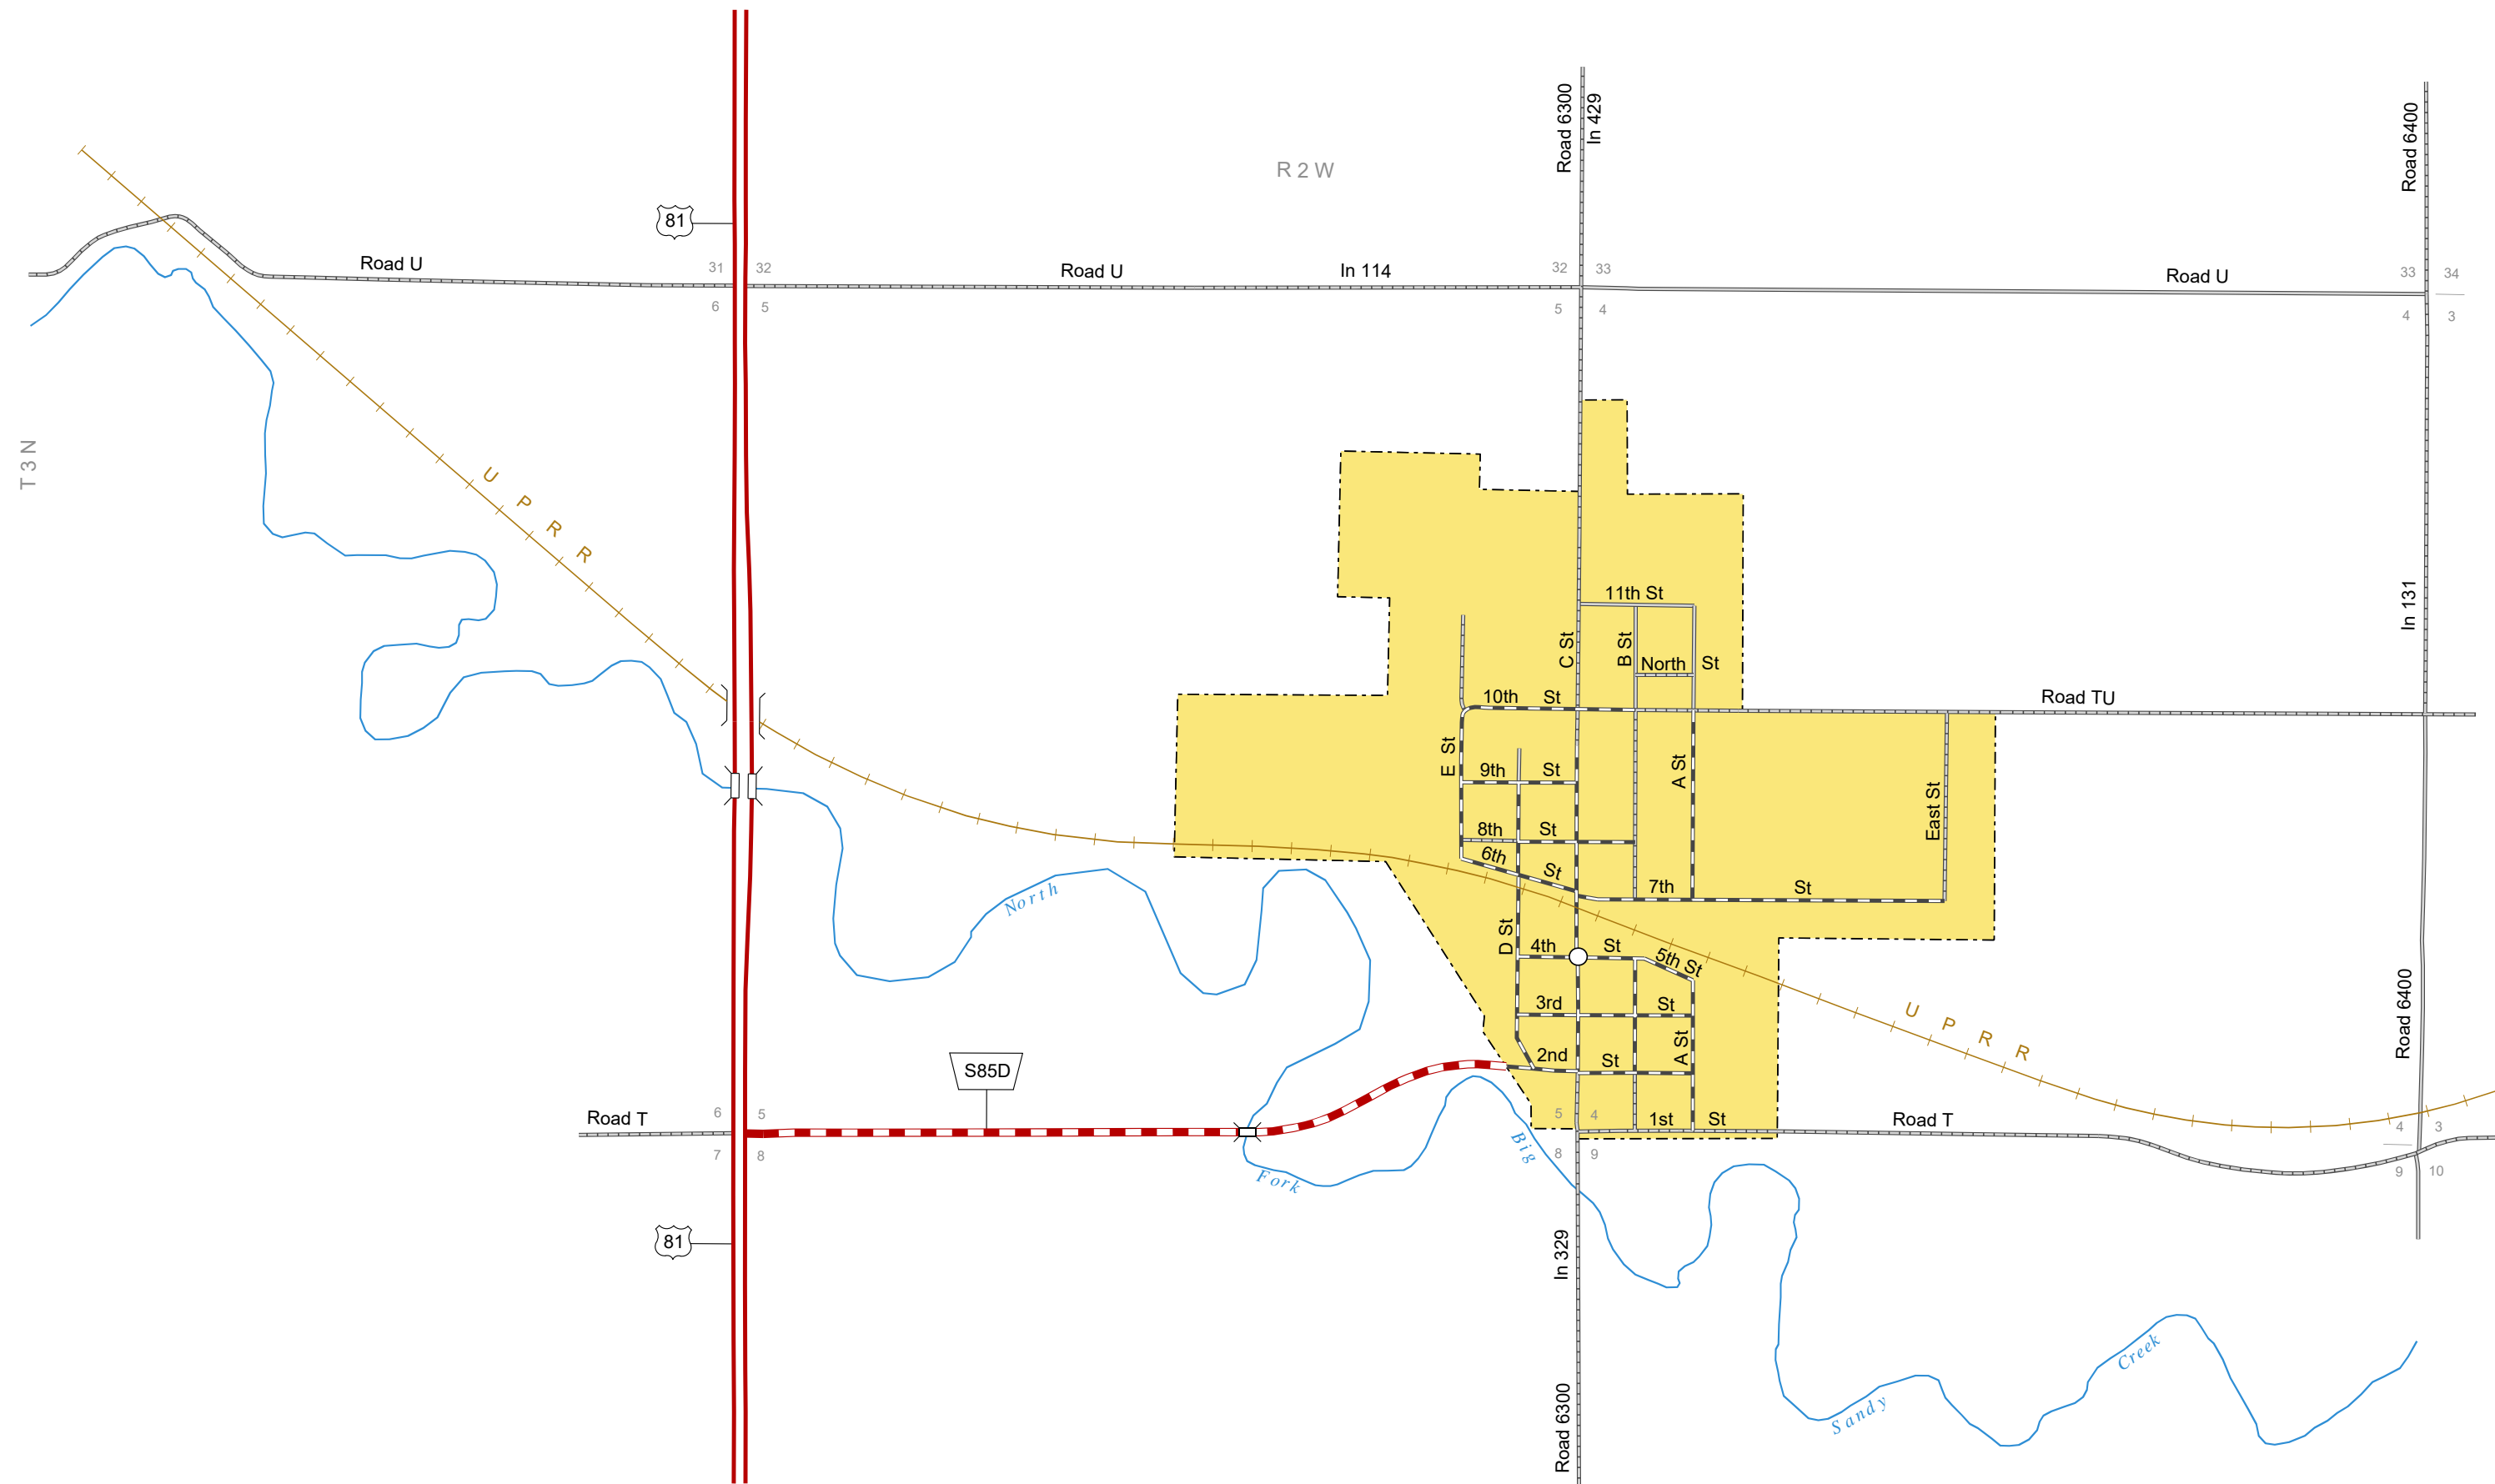 Road 6300
In 429
Road 6400
R 2 W
81
Road U
31
32
Road U
In 114
32
33
Road U
33
34
6
5
5
4
4
3
T 3 N
U P R R
In 131
11th St
C St
B St
North St
10th St
Road TU
E St
9th St
A St
East St
8th St
6th St
7th St
North
D St
4th St
5th St
3rd St
A St
U P R R
Road 6400
2nd St
S85D
Road T
6
5
5
4
1st St
Road T
4
3
7
8
8
9
9
10
Big
Fork
81
In 329
Creek
Sandy
Road 6300